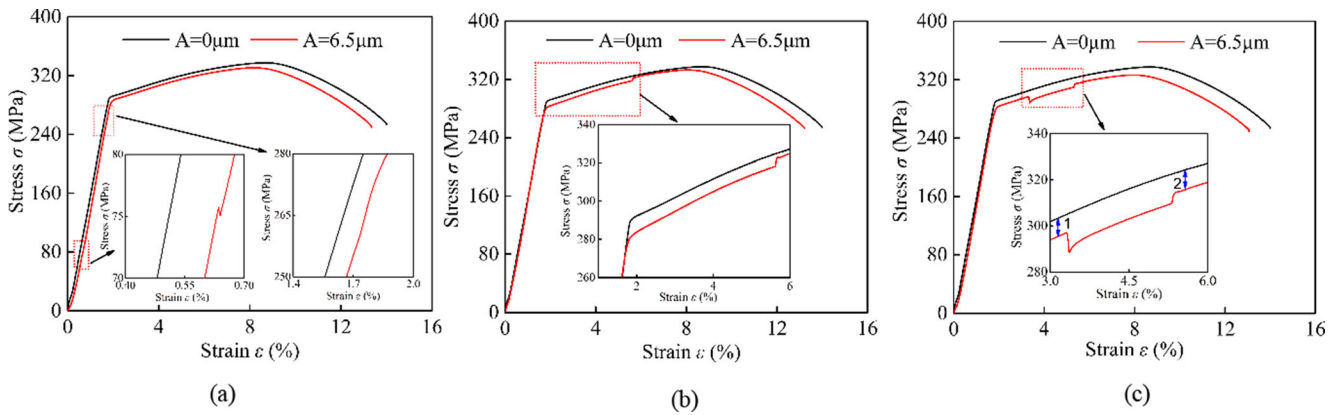 400
320
240
160
80
0
Stress σ (MPa)
A=0μm
A=6.5μm
80
75
70
Stress σ (MPa)
0.40
0.55
0.70
Strain ε (%)
280
265
250
Stress σ (MPa)
1.4
1.7
2.0
Strain ε (%)
0
4
8
12
16
Strain ε (%)
(a)
400
320
240
160
80
0
Stress σ (MPa)
A=0μm
A=6.5μm
340
320
300
280
260
Stress σ (MPa)
2
4
6
Strain ε (%)
0
4
8
12
16
Strain ε (%)
(b)
400
320
240
160
80
0
Stress σ (MPa)
A=0μm
A=6.5μm
340
320
300
280
Stress σ (MPa)
1
2
3.0
4.5
6.0
Strain ε (%)
0
4
8
12
16
Strain ε (%)
(c)